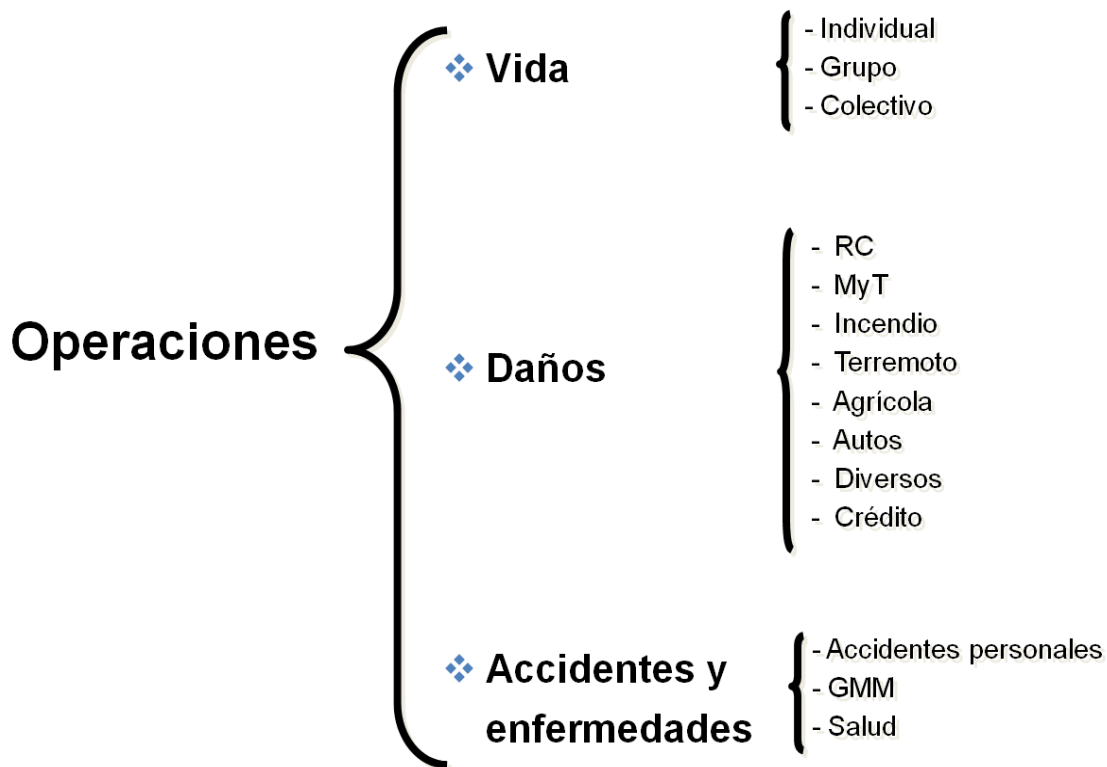 Operaciones
Vida
- Individual
- Grupo
- Colectivo
Daños
- RC
- MyT
- Incendio
- Terremoto
- Agrícola
- Autos
- Diversos
- Crédito
Accidentes y
enfermedades
- Accidentes personales
- GMM
- Salud